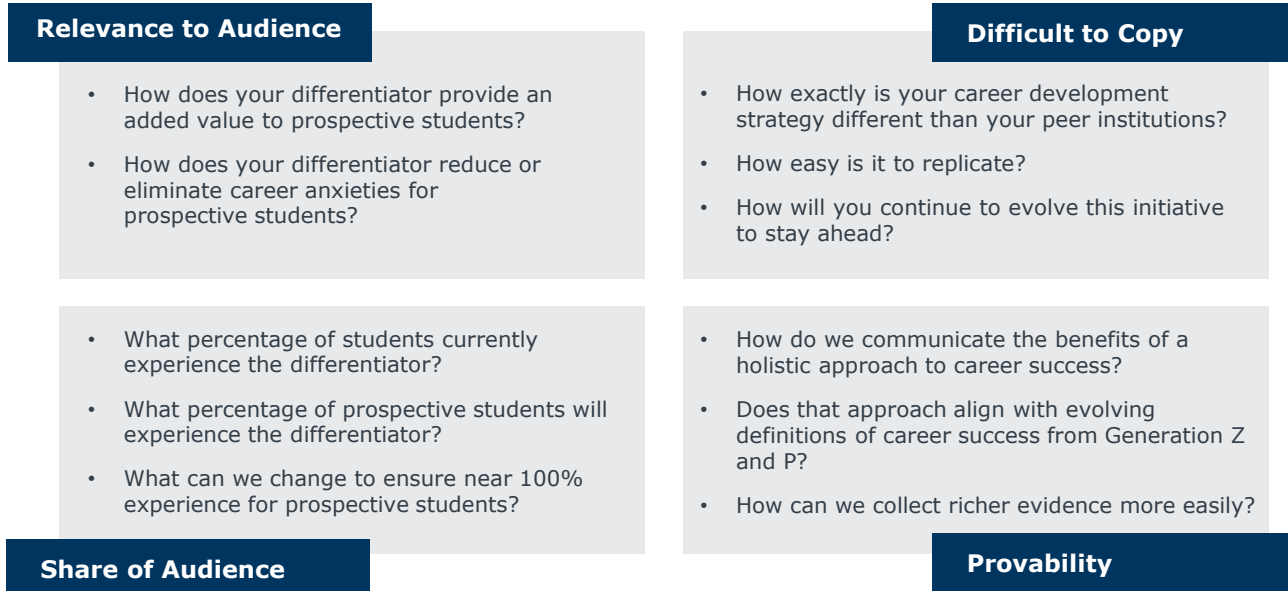 Relevance to Audience
• How does your differentiator provide an
added value to prospective students?
• How does your differentiator reduce or
eliminate career anxieties for
prospective students?
Difficult to Copy
• How exactly is your career development
strategy different than your peer institutions?
• How easy is it to replicate?
• How will you continue to evolve this initiative
to stay ahead?
• What percentage of students currently
experience the differentiator?
• What percentage of prospective students will
experience the differentiator?
• What can we change to ensure near 100%
experience for prospective students?
Share of Audience
• How do we communicate the benefits of a
holistic approach to career success?
• Does that approach align with evolving
definitions of career success from Generation Z
and P?
• How can we collect richer evidence more easily?
Provability